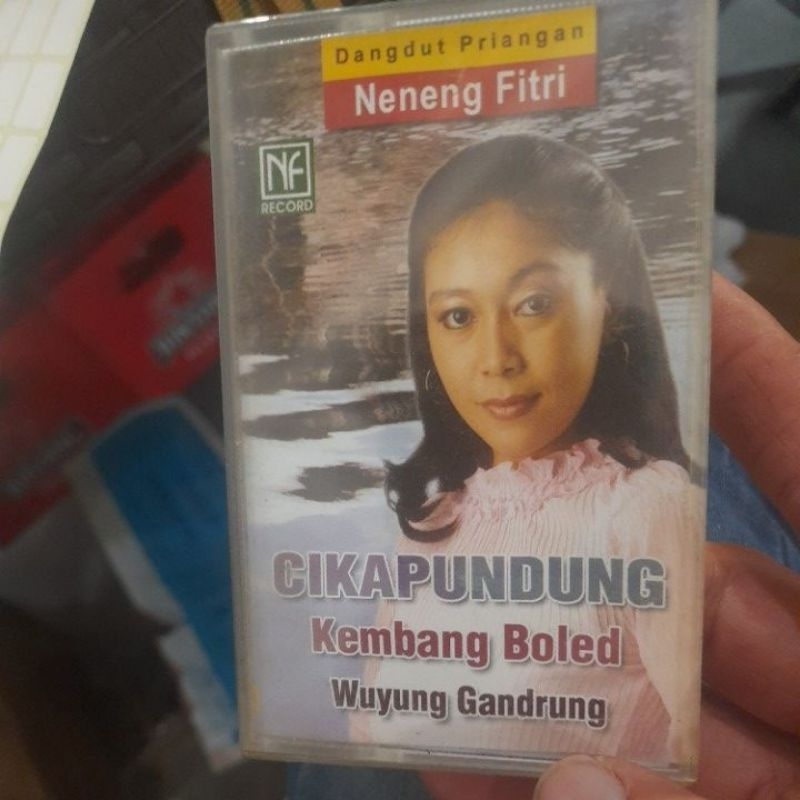 Dangdut Priangan
Neneng Fitri
NF
RECORD
CIKAPUNDUNG
Kembang Boled
Wuyung Gandrung